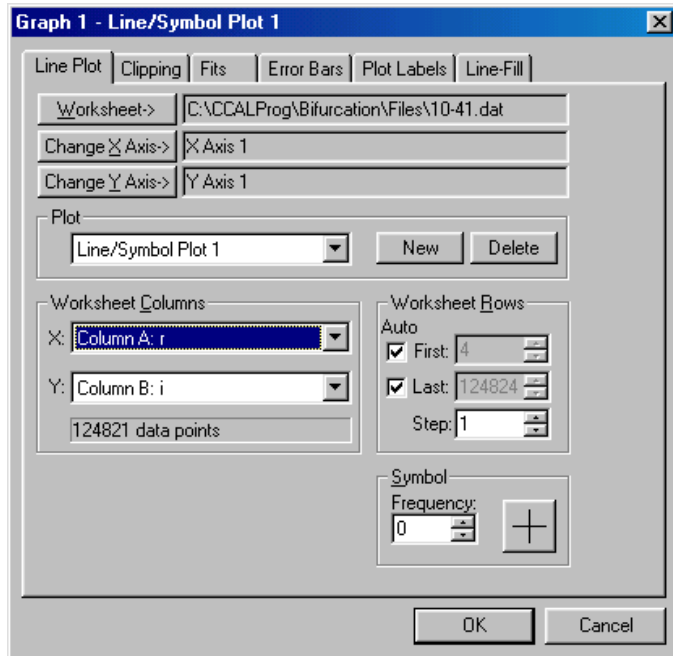 Graph 1 - Line/Symbol Plot 1
Line Plot Clipping Fits Error Bars Plot Labels Line-Fill
Worksheet-> C:\CCALProg\Bifurcation\Files\10-41.dat
Change X Axis-> X Axis 1
Change Y Axis-> Y Axis 1
Plot
Line/Symbol Plot 1 New Delete
Worksheet Columns
X: Column A: r
Y: Column B: i
124821 data points
Worksheet Rows
Auto
First: 4
Last: 124824
Step: 1
Symbol
Frequency:
0
OK Cancel